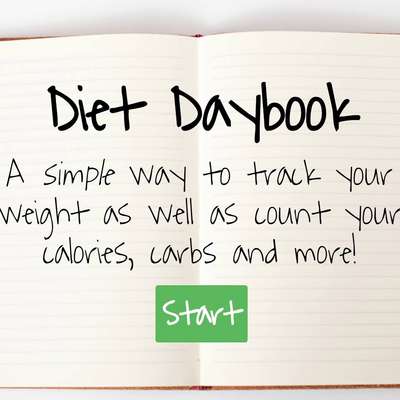 Diet Daybook
A simple way to track your
weight as well as count your
calories, carbs and more!
Start